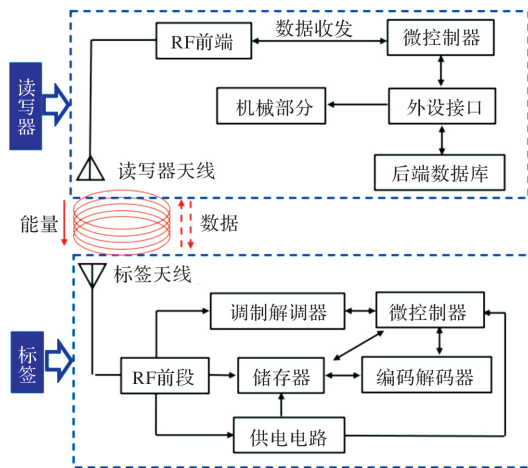 RF前端
数据收发
微控制器
读写器
机械部分
外设接口
读写器天线
后端数据库
能量
数据
标签天线
调制解调器
微控制器
标签
RF前段
储存器
编码解码器
供电电路